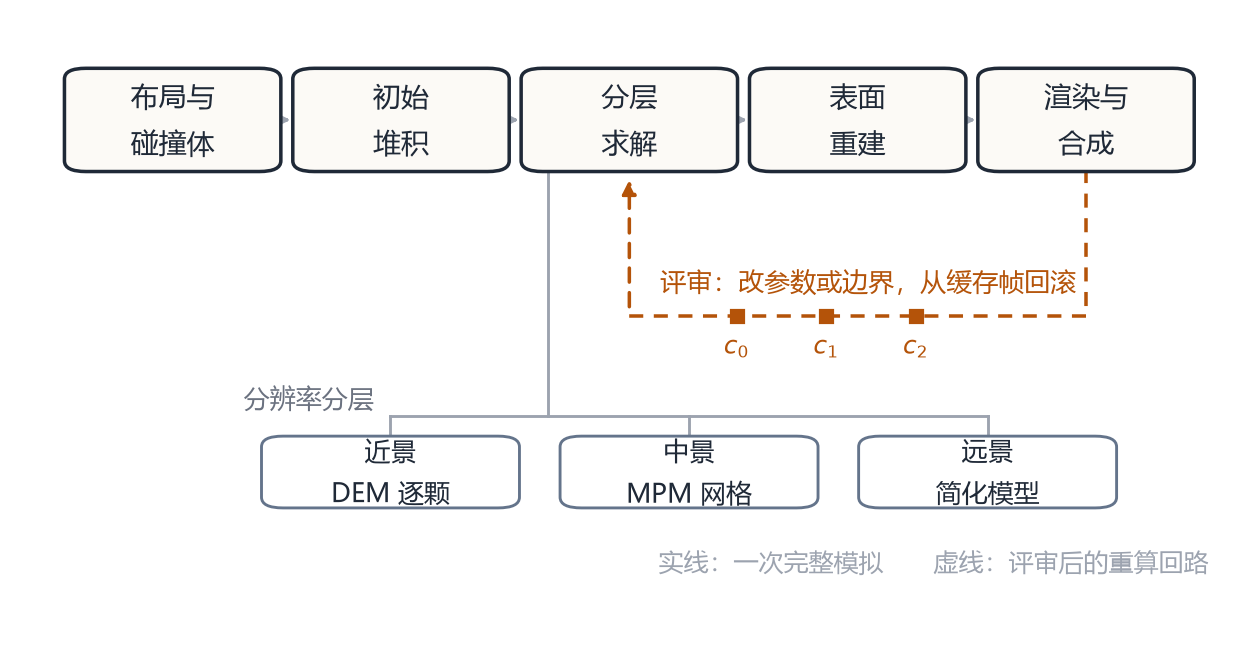 布局与
碰撞体
初始
堆积
分层
求解
表面
重建
渲染与
合成
评审：改参数或边界，从缓存帧回滚
c₀ c₁ c₂
分辨率分层
近景
DEM 逐颗
中景
MPM 网格
远景
简化模型
实线：一次完整模拟 虚线：评审后的重算回路